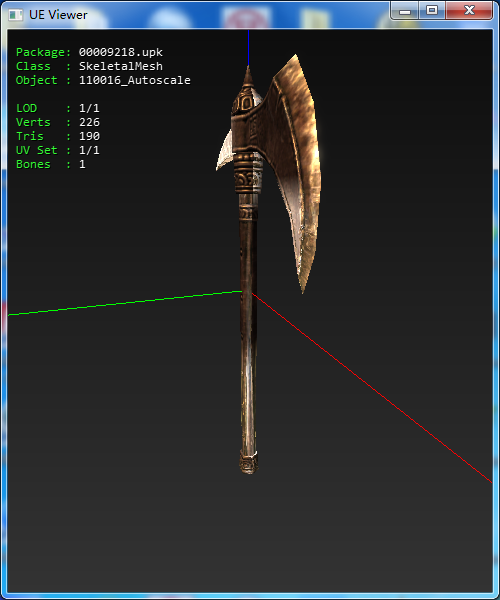 UE Viewer
Package: 00009218.upk
Class  : SkeletalMesh
Object : 110016_Autoscale
LOD    : 1/1
Verts  : 226
Tris   : 190
UV Set : 1/1
Bones  : 1